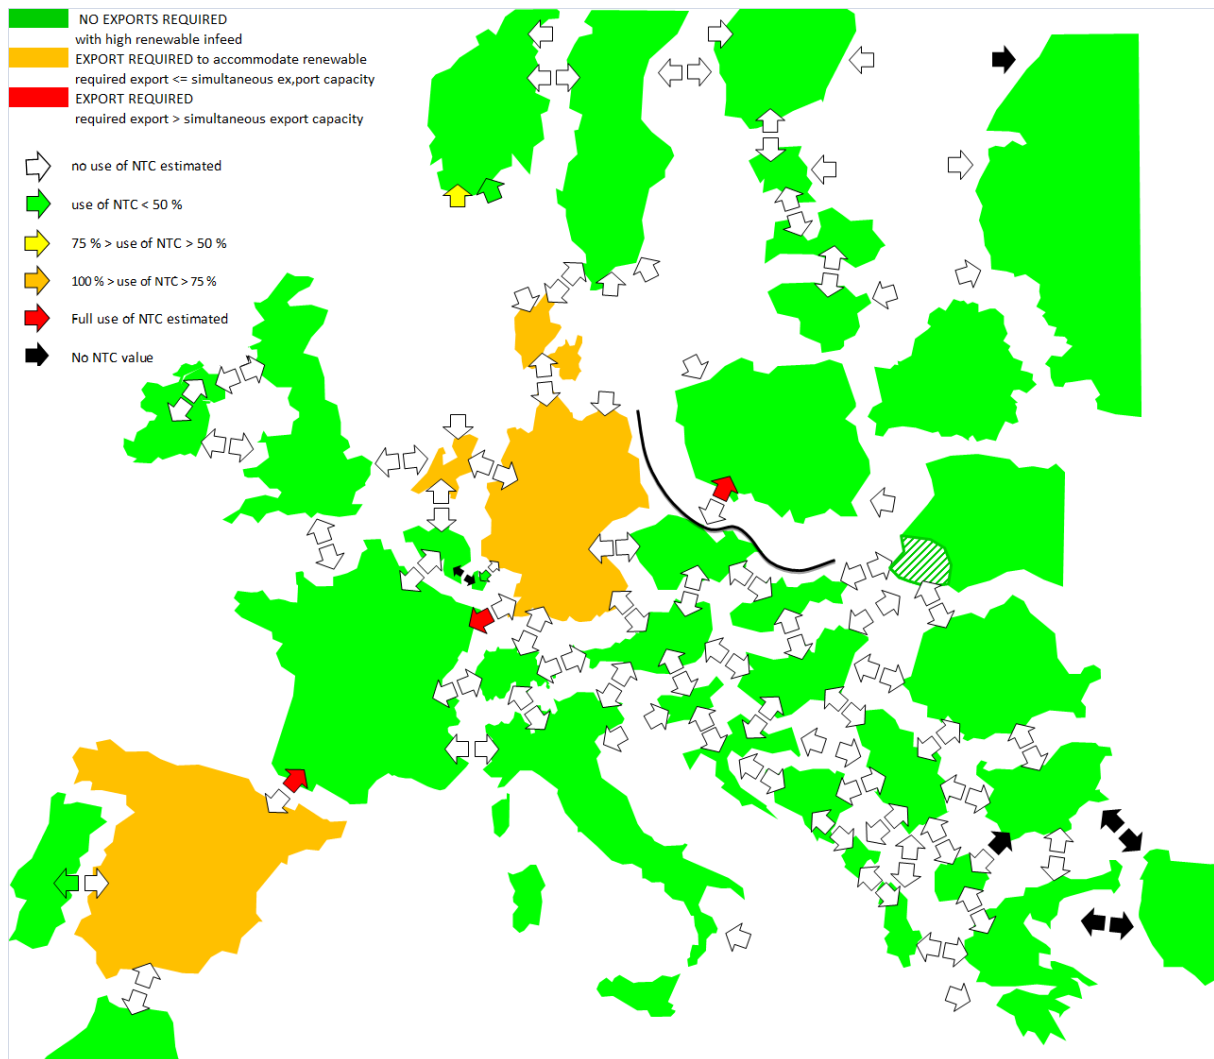 NO EXPORTS REQUIRED
with high renewable infeed
EXPORT REQUIRED to accommodate renewable
required export <= simultaneous ex,port capacity
EXPORT REQUIRED
required export > simultaneous export capacity
no use of NTC estimated
use of NTC < 50 %
75 % > use of NTC > 50 %
100 % > use of NTC > 75 %
Full use of NTC estimated
No NTC value